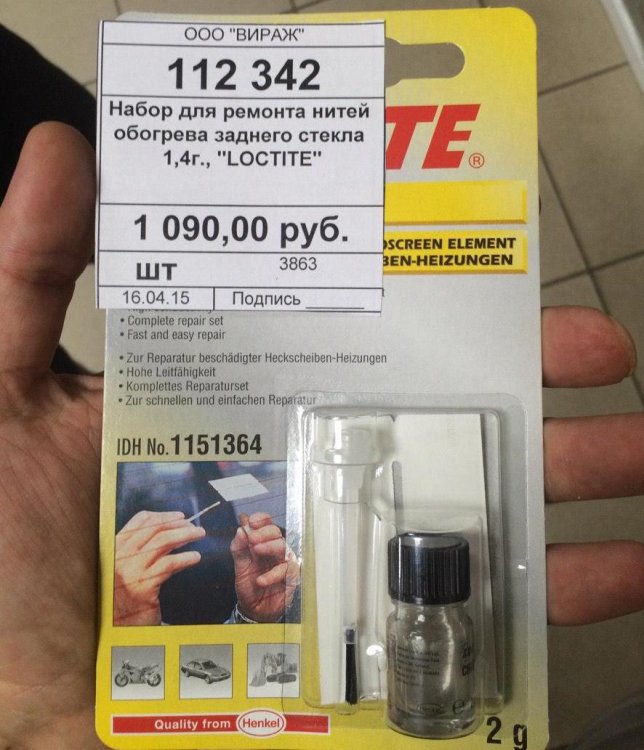 ООО "ВИРАЖ"
112 342
Набор для ремонта нитей
обогрева заднего стекла
1,4г., "LOCTITE"
1 090,00 руб.
шт
3863
16.04.15
Подпись
TE®
DSCREEN ELEMENT
BEN-HEIZUNGEN
• Complete repair set
• Fast and easy repair
• Zur Reparatur beschädigter Heckscheiben-Heizungen
• Hohe Leitfähigkeit
• Komplettes Reparaturset
• Zur schnellen und einfachen Reparatur
IDH No. 1151364
Quality from Henkel
2 g